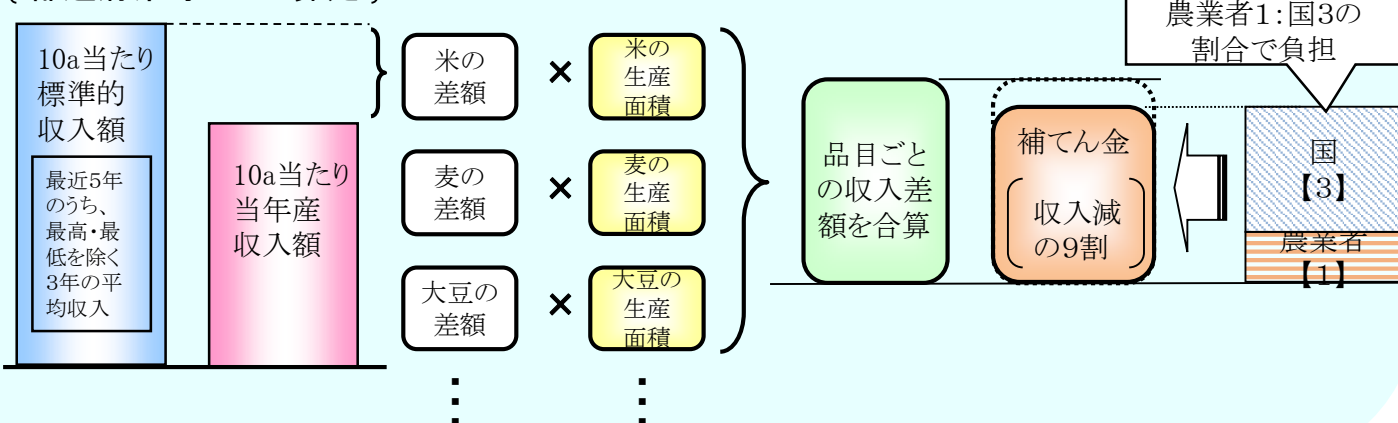 農業者1:国3の
割合で負担
10a当たり
標準的
収入額
最近5年
のうち、
最高・最
低を除く
3年の平
均収入
10a当たり
当年産
収入額
米の
差額
×
米の
生産
面積
麦の
差額
×
麦の
生産
面積
大豆の
差額
×
大豆の
生産
面積
品目ごと
の収入差
額を合算
補てん金
収入減
の9割
国
【3】
農業者
【1】